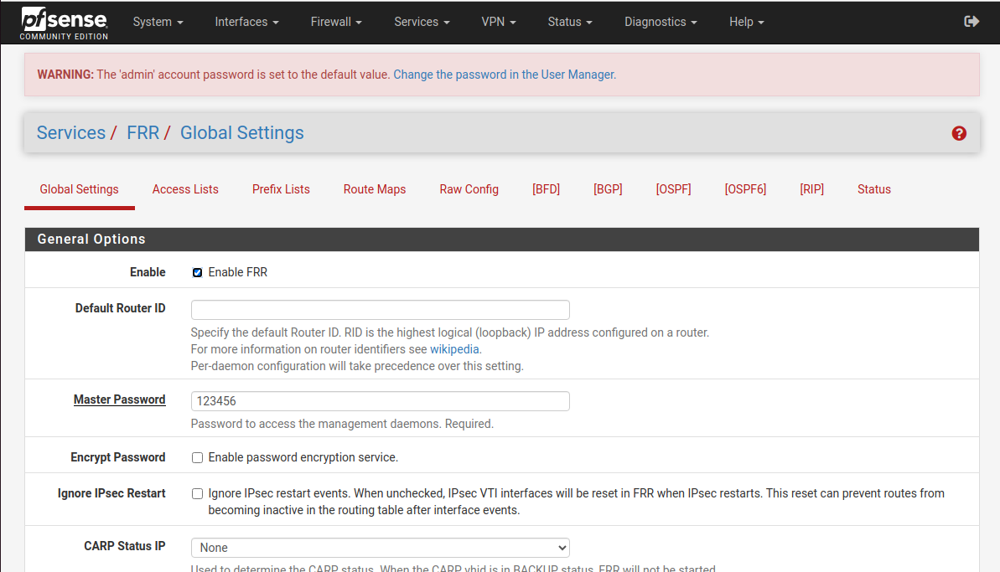 pfsense
COMMUNITY EDITION
System Interfaces Firewall Services VPN Status Diagnostics Help
WARNING: The 'admin' account password is set to the default value. Change the password in the User Manager.
Services / FRR / Global Settings
Global Settings Access Lists Prefix Lists Route Maps Raw Config [BFD] [BGP] [OSPF] [OSPF6] [RIP] Status
General Options
Enable Enable FRR
Default Router ID
Specify the default Router ID. RID is the highest logical (loopback) IP address configured on a router.
For more information on router identifiers see wikipedia.
Per-daemon configuration will take precedence over this setting.
Master Password 123456
Password to access the management daemons. Required.
Encrypt Password Enable password encryption service.
Ignore IPsec Restart Ignore IPsec restart events. When unchecked, IPsec VTI interfaces will be reset in FRR when IPsec restarts. This reset can prevent routes from
becoming inactive in the routing table after interface events.
CARP Status IP None
Used to determine the CARP status. When the CARP vhid is in BACKUP status, FRR will not be started.